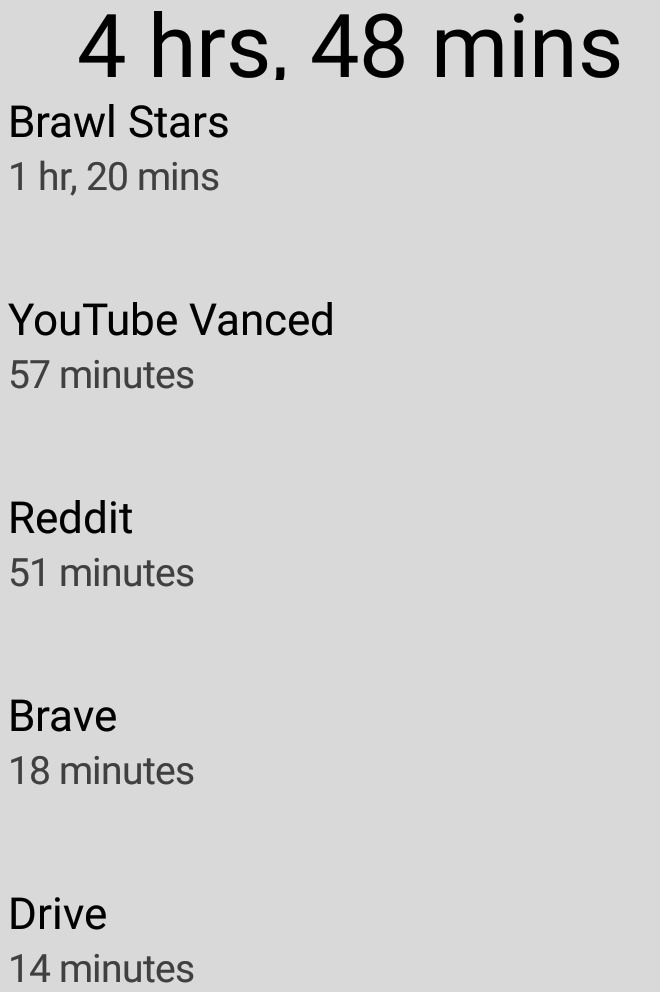 4 hrs, 48 mins
Brawl Stars
1 hr, 20 mins
YouTube Vanced
57 minutes
Reddit
51 minutes
Brave
18 minutes
Drive
14 minutes